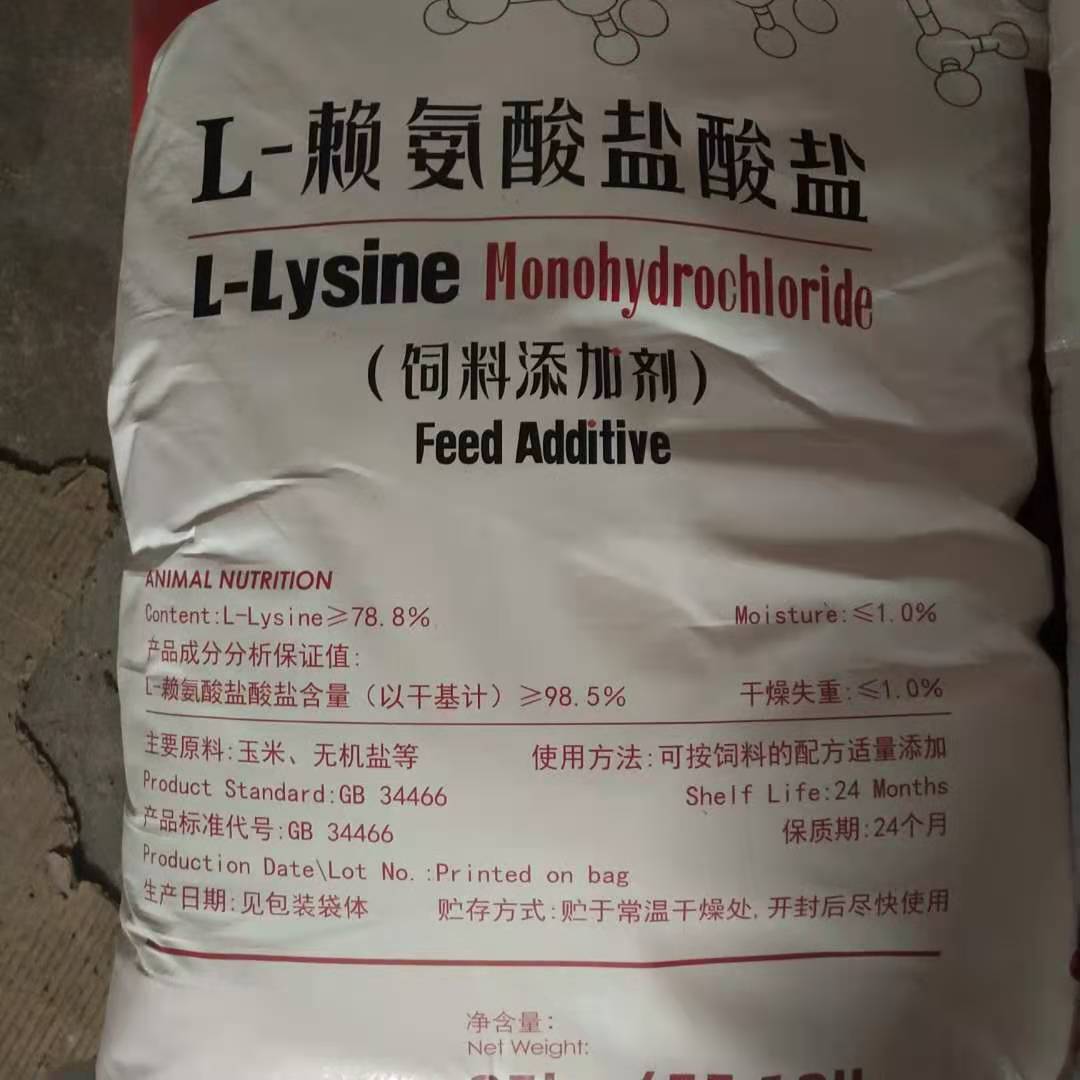 L-赖氨酸盐酸盐
L-Lysine Monohydrochloride
(饲料添加剂)
Feed Additive
ANIMAL NUTRITION
Content:L-Lysine≥78.8% Moisture:≤1.0%
产品成分分析保证值:
L-赖氨酸盐酸盐含量（以干基计）≥98.5% 干燥失重:≤1.0%
主要原料:玉米、无机盐等 使用方法:可按饲料的配方适量添加
Product Standard:GB 34466 Shelf Life:24 Months
产品标准代号:GB 34466 保质期:24个月
Production Date\Lot No.:Printed on bag
生产日期:见包装袋体 贮存方式:贮于常温干燥处,开封后尽快使用
净含量:
Net Weight: